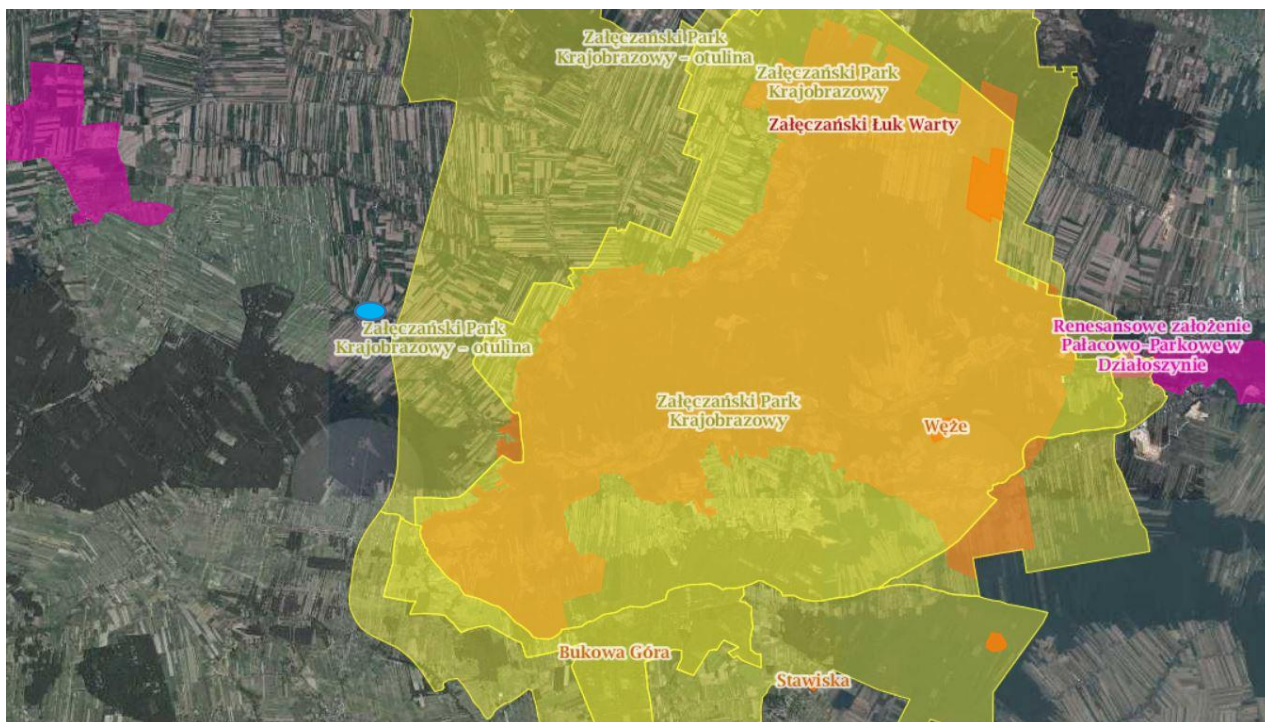 Załęczański Park
Krajobrazowy - otulina
Załęczański Park
Krajobrazowy
Załęczański Łuk Warty
Załęczański Park
Krajobrazowy - otulina
Renesansowe założenie
Pałacowo-Parkowe w
Działoszynie
Załęczański Park
Krajobrazowy
Węże
Bukowa Góra
Stawiska